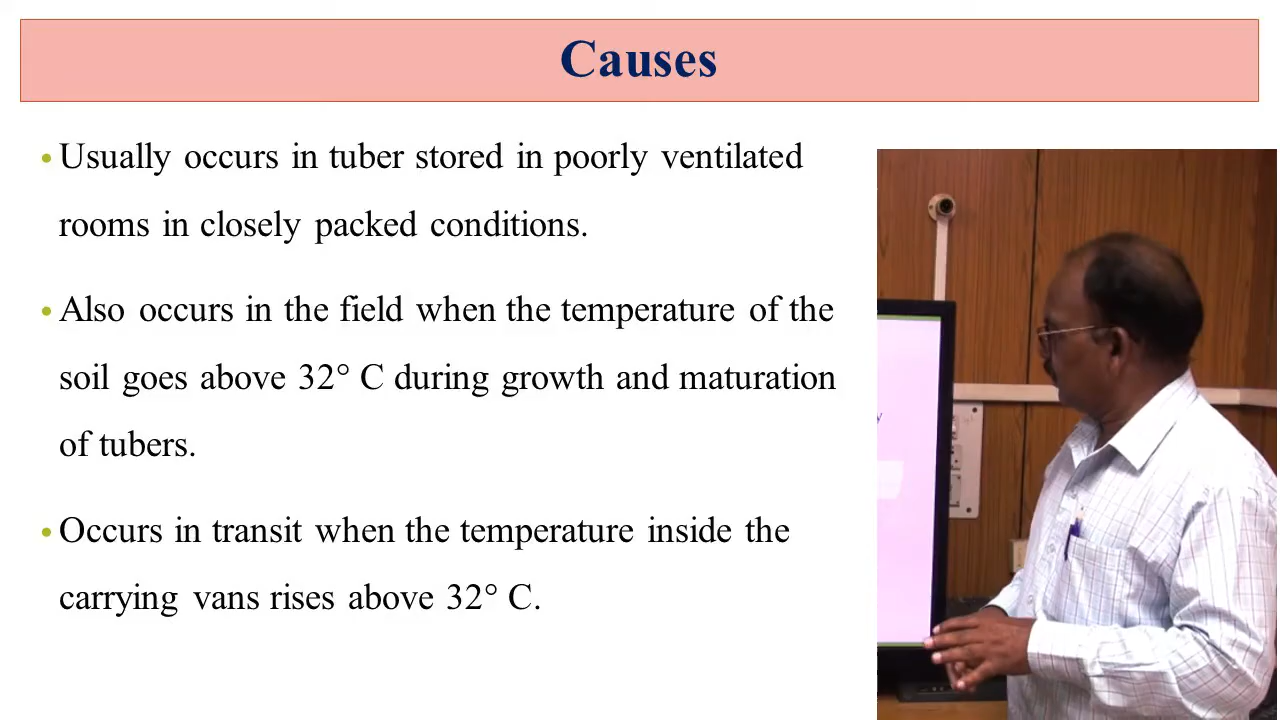 Causes
• Usually occurs in tuber stored in poorly ventilated
rooms in closely packed conditions.
• Also occurs in the field when the temperature of the
soil goes above 32° C during growth and maturation
of tubers.
• Occurs in transit when the temperature inside the
carrying vans rises above 32° C.